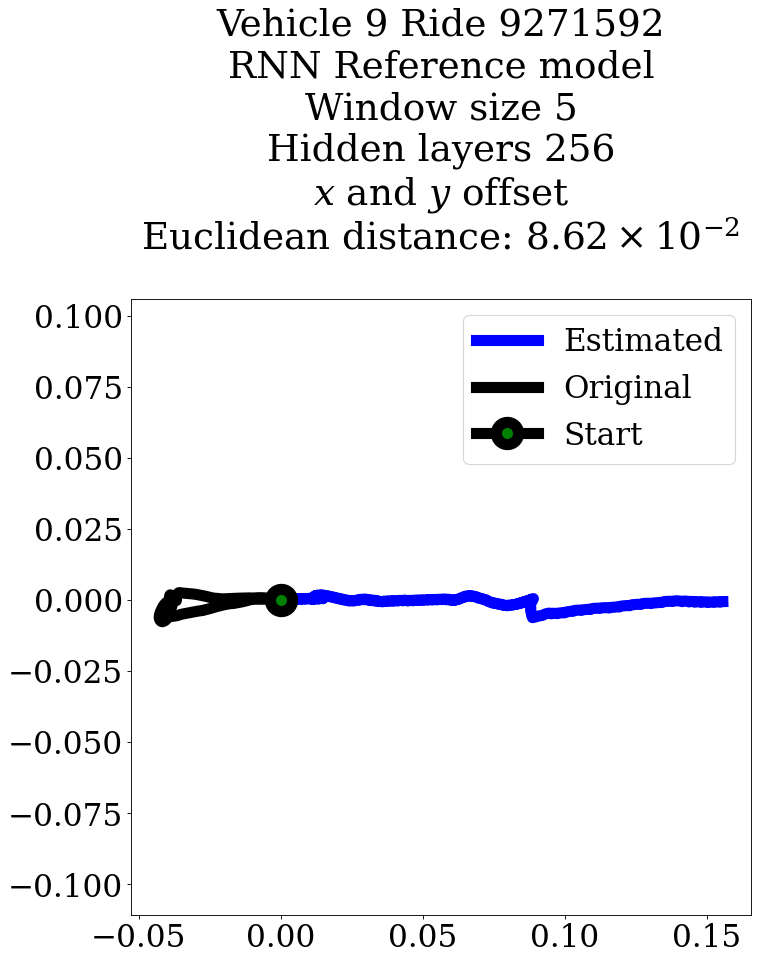 Vehicle 9 Ride 9271592
RNN Reference model
Window size 5
Hidden layers 256
x and y offset
Euclidean distance: 8.62 × 10⁻²
Estimated
Original
Start
0.100
0.075
0.050
0.025
0.000
−0.025
−0.050
−0.075
−0.100
−0.05 0.00 0.05 0.10 0.15